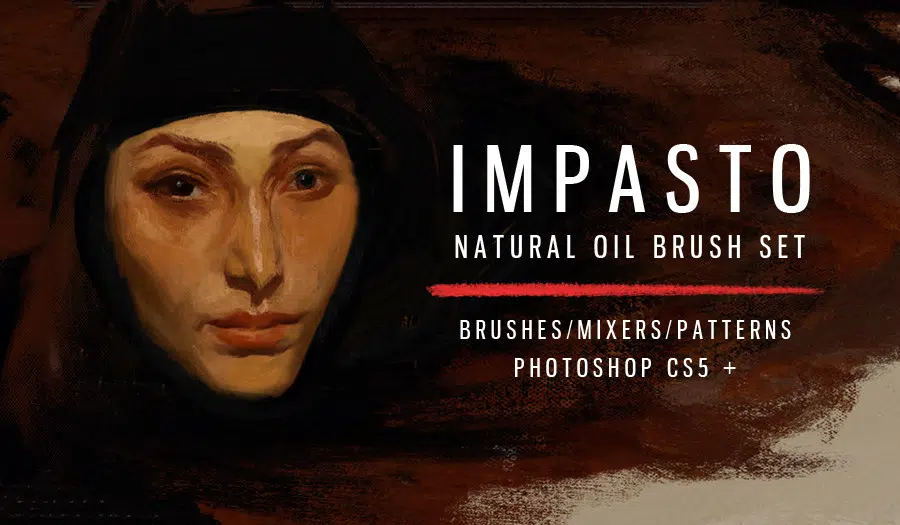 IMPASTO
NATURAL OIL BRUSH SET
BRUSHES/MIXERS/PATTERNS
PHOTOSHOP CS5 +